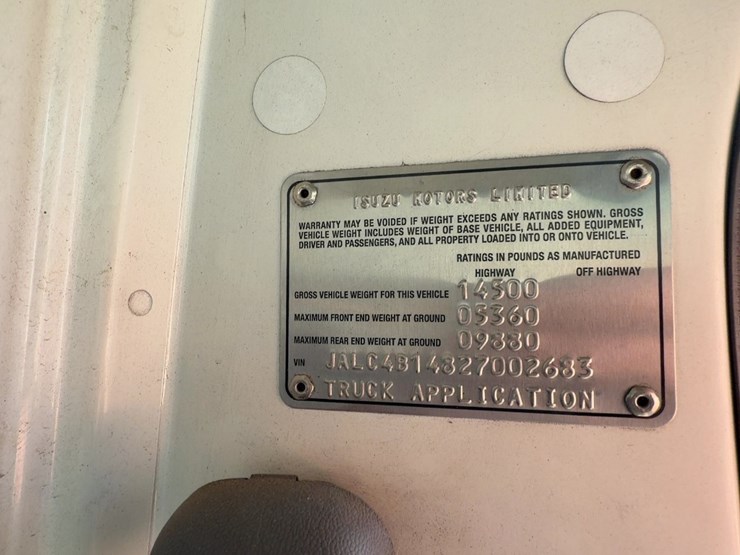 ISUZU MOTORS LIMITED
WARRANTY MAY BE VOIDED IF WEIGHT EXCEEDS ANY RATINGS SHOWN. GROSS
VEHICLE WEIGHT INCLUDES WEIGHT OF BASE VEHICLE, ALL ADDED EQUIPMENT,
DRIVER AND PASSENGERS, AND ALL PROPERTY LOADED INTO OR ONTO VEHICLE.
RATINGS IN POUNDS AS MANUFACTURED
HIGHWAY OFF HIGHWAY
GROSS VEHICLE WEIGHT FOR THIS VEHICLE 14500
MAXIMUM FRONT END WEIGHT AT GROUND 05360
MAXIMUM REAR END WEIGHT AT GROUND 09880
VIN JALC4B14827002683
TRUCK APPLICATION